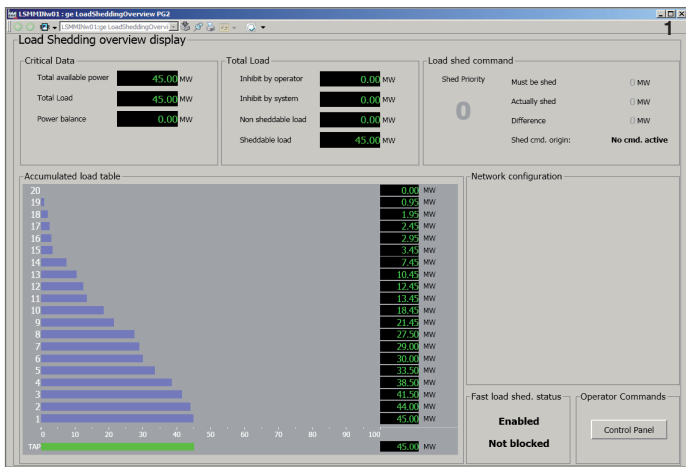 LSMMINw01 : ge LoadSheddingOverview PG2
LSMMINw01:ge LoadSheddingOvervi
1
Load Shedding overview display
Critical Data
Total available power 45.00 MW
Total Load 45.00 MW
Power balance 0.00 MW
Total Load
Inhibit by operator 0.00 MW
Inhibit by system 0.00 MW
Non sheddable load 0.00 MW
Sheddable load 45.00 MW
Load shed command
Shed Priority
0
Must be shed 0 MW
Actually shed 0 MW
Difference 0 MW
Shed cmd. origin: No cmd. active
Accumulated load table
20 0.00 MW
19 0.95 MW
18 1.95 MW
17 2.45 MW
16 2.95 MW
15 3.45 MW
14 7.45 MW
13 10.45 MW
12 12.45 MW
11 13.45 MW
10 18.45 MW
9 21.45 MW
8 27.50 MW
7 29.00 MW
6 30.00 MW
5 33.50 MW
4 38.50 MW
3 41.50 MW
2 44.00 MW
1 45.00 MW
0 10 20 30 40 50 60 70 80 90 100
TAP 45.00 MW
Network configuration
Fast load shed. status
Enabled
Not blocked
Operator Commands
Control Panel